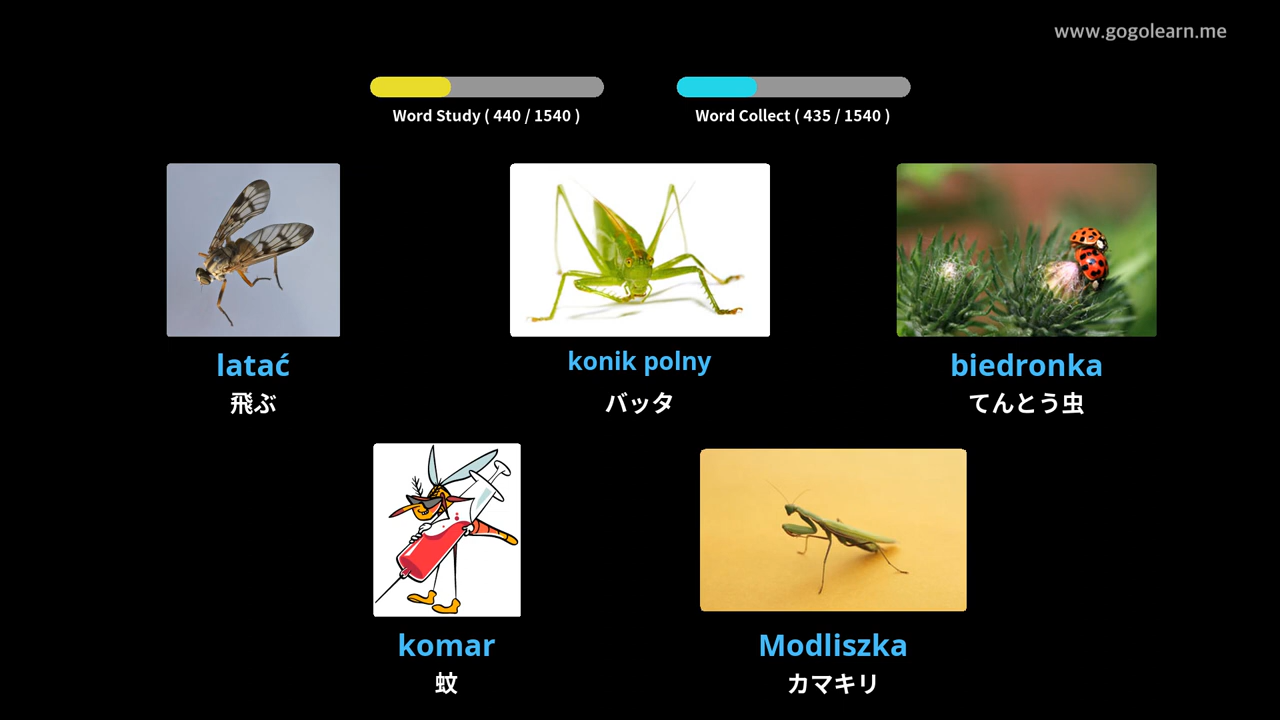 www.gogolearn.me
Word Study ( 440 / 1540 )
Word Collect ( 435 / 1540 )
latać
konik polny
biedronka
飛ぶ
バッタ
てんとう虫
komar
Modliszka
蚊
カマキリ